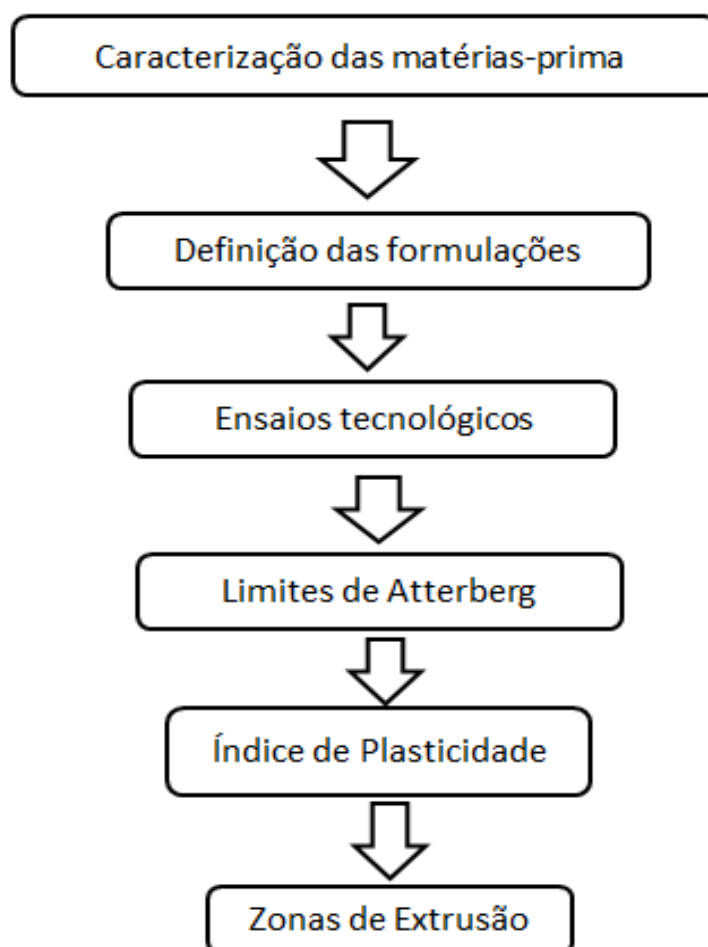 Caracterização das matérias-prima
Definição das formulações
Ensaios tecnológicos
Limites de Atterberg
Índice de Plasticidade
Zonas de Extrusão